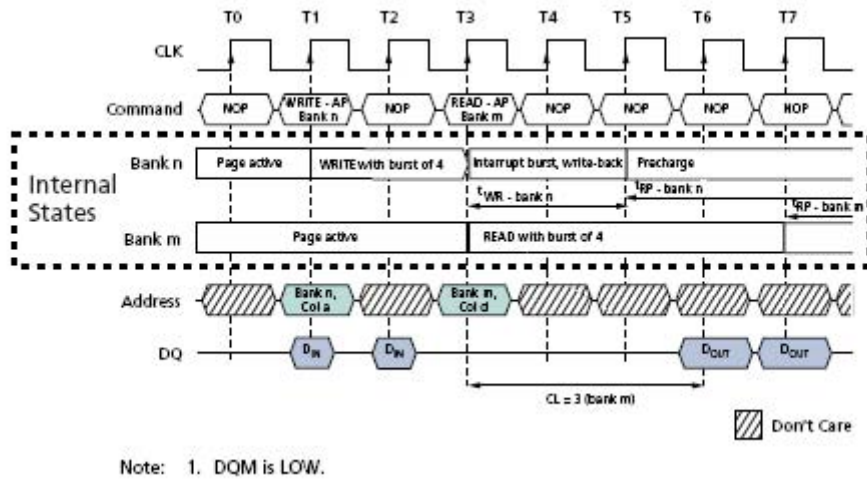 T0 T1 T2 T3 T4 T5 T6 T7
CLK
Command NOP WRITE - AP Bank n NOP READ - AP Bank m NOP NOP NOP NOP
Bank n Page active WRITE with burst of 4 Interrupt burst, write-back Precharge
Internal States
tWR - bank n tRP - bank n
tRP - bank m
Bank m Page active READ with burst of 4
Address Bank n, Col a Bank m, Col d
DQ DIN DIN DOUT DOUT
CL = 3 (bank m)
Don't Care
Note: 1. DQM is LOW.